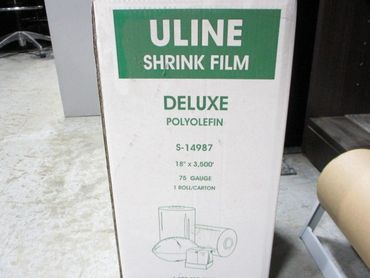 ULINE
SHRINK FILM
DELUXE
POLYOLEFIN
S-14987
18" x 3,500'
75 GAUGE
1 ROLL/CARTON